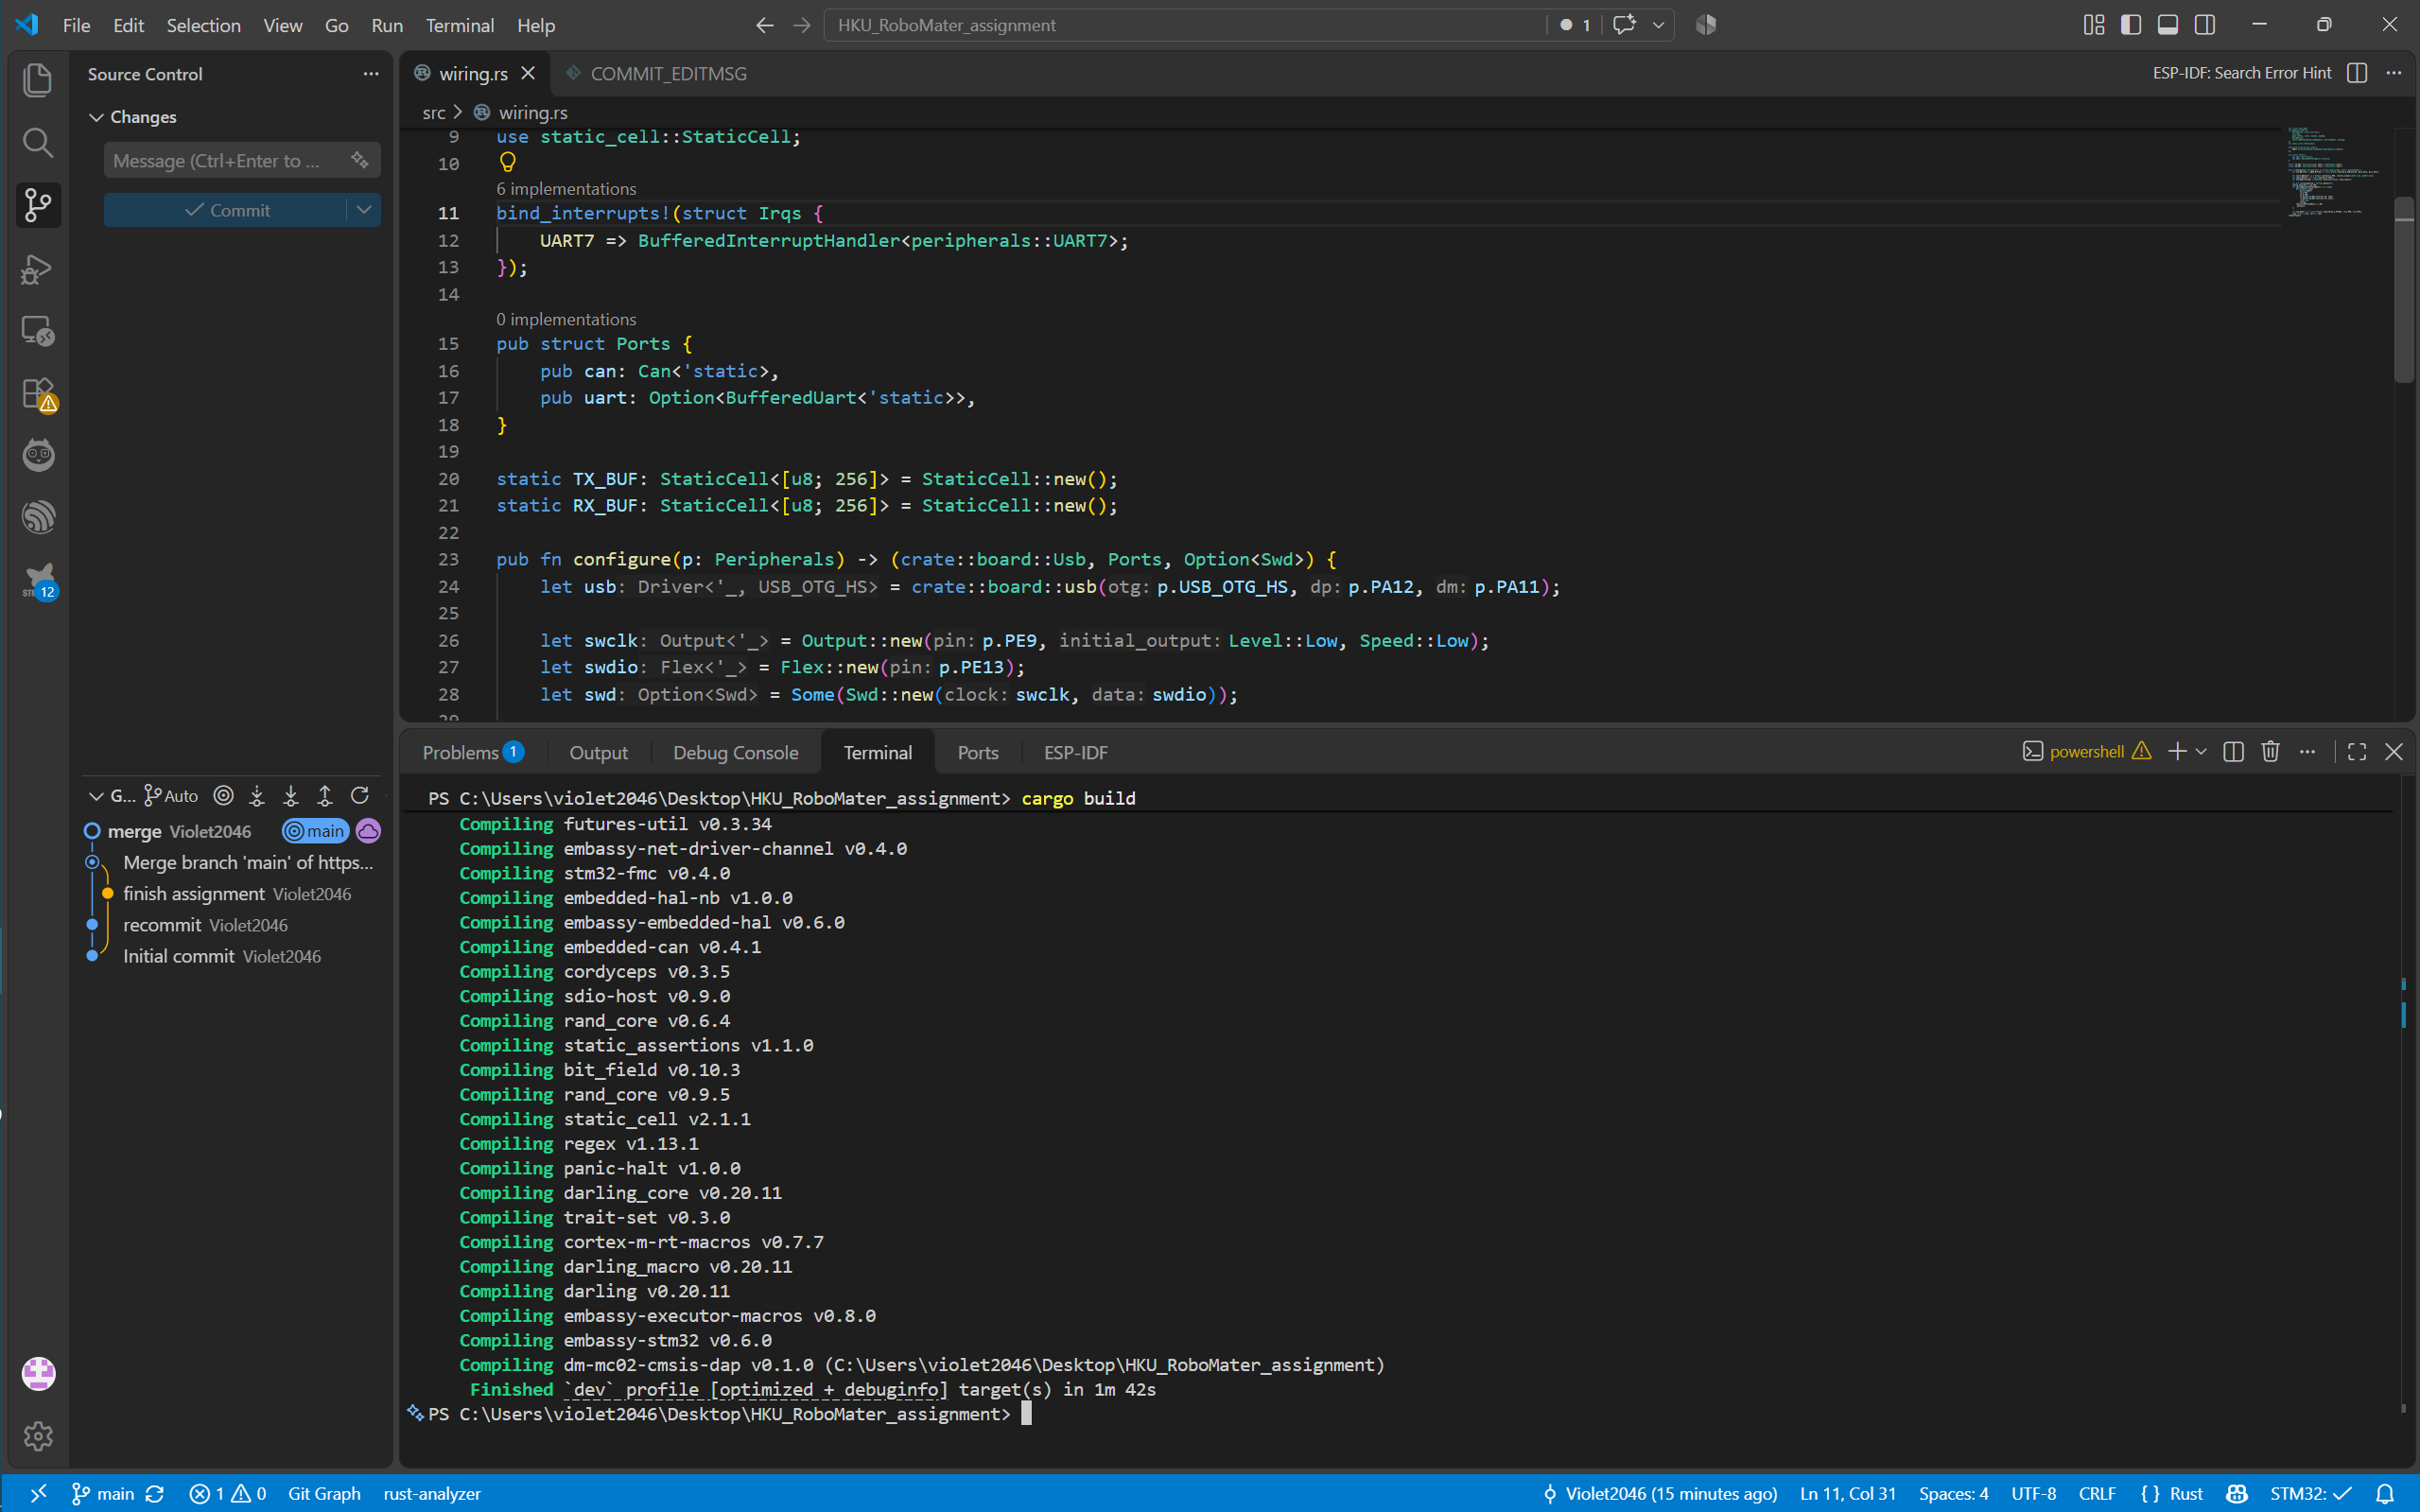 File Edit Selection View Go Run Terminal Help
HKU_RoboMater_assignment
1
Source Control
Changes
Message (Ctrl+Enter to ...
Commit
12
wiring.rs
COMMIT_EDITMSG
ESP-IDF: Search Error Hint
src > wiring.rs
9 use static_cell::StaticCell;
10
6 implementations
11 bind_interrupts!(struct Irqs {
12 UART7 => BufferedInterruptHandler<peripherals::UART7>;
13 });
14
0 implementations
15 pub struct Ports {
16 pub can: Can<'static>,
17 pub uart: Option<BufferedUart<'static>>,
18 }
19
20 static TX_BUF: StaticCell<[u8; 256]> = StaticCell::new();
21 static RX_BUF: StaticCell<[u8; 256]> = StaticCell::new();
22
23 pub fn configure(p: Peripherals) -> (crate::board::Usb, Ports, Option<Swd>) {
24 let usb: Driver<'_, USB_OTG_HS> = crate::board::usb(otg: p.USB_OTG_HS, dp: p.PA12, dm: p.PA11);
25
26 let swclk: Output<'_> = Output::new(pin: p.PE9, initial_output: Level::Low, Speed::Low);
27 let swdio: Flex<'_> = Flex::new(pin: p.PE13);
28 let swd: Option<Swd> = Some(Swd::new(clock: swclk, data: swdio));
G... Auto
merge Violet2046 main
Merge branch 'main' of https...
finish assignment Violet2046
recommit Violet2046
Initial commit Violet2046
Problems 1 Output Debug Console Terminal Ports ESP-IDF
powershell
PS C:\Users\violet2046\Desktop\HKU_RoboMater_assignment> cargo build
Compiling futures-util v0.3.34
Compiling embassy-net-driver-channel v0.4.0
Compiling stm32-fmc v0.4.0
Compiling embedded-hal-nb v1.0.0
Compiling embassy-embedded-hal v0.6.0
Compiling embedded-can v0.4.1
Compiling cordyceps v0.3.5
Compiling sdio-host v0.9.0
Compiling rand_core v0.6.4
Compiling static_assertions v1.1.0
Compiling bit_field v0.10.3
Compiling rand_core v0.9.5
Compiling static_cell v2.1.1
Compiling regex v1.13.1
Compiling panic-halt v1.0.0
Compiling darling_core v0.20.11
Compiling trait-set v0.3.0
Compiling cortex-m-rt-macros v0.7.7
Compiling darling_macro v0.20.11
Compiling darling v0.20.11
Compiling embassy-executor-macros v0.8.0
Compiling embassy-stm32 v0.6.0
Compiling dm-mc02-cmsis-dap v0.1.0 (C:\Users\violet2046\Desktop\HKU_RoboMater_assignment)
Finished `dev` profile [optimized + debuginfo] target(s) in 1m 42s
PS C:\Users\violet2046\Desktop\HKU_RoboMater_assignment>
main 1 0 Git Graph rust-analyzer
Violet2046 (15 minutes ago) Ln 11, Col 31 Spaces: 4 UTF-8 CRLF { } Rust STM32: